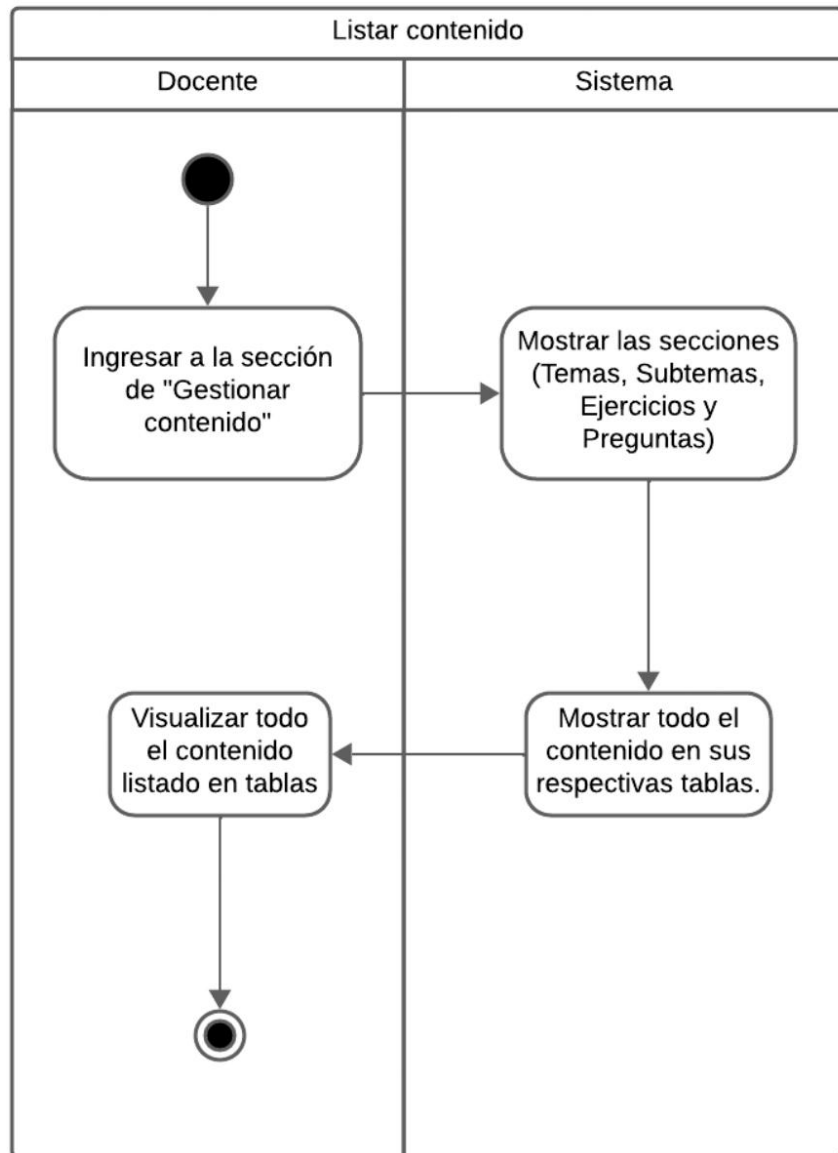 Listar contenido
Docente
Sistema
Ingresar a la sección
de "Gestionar
contenido"
Mostrar las secciones
(Temas, Subtemas,
Ejercicios y
Preguntas)
Visualizar todo
el contenido
listado en tablas
Mostrar todo el
contenido en sus
respectivas tablas.